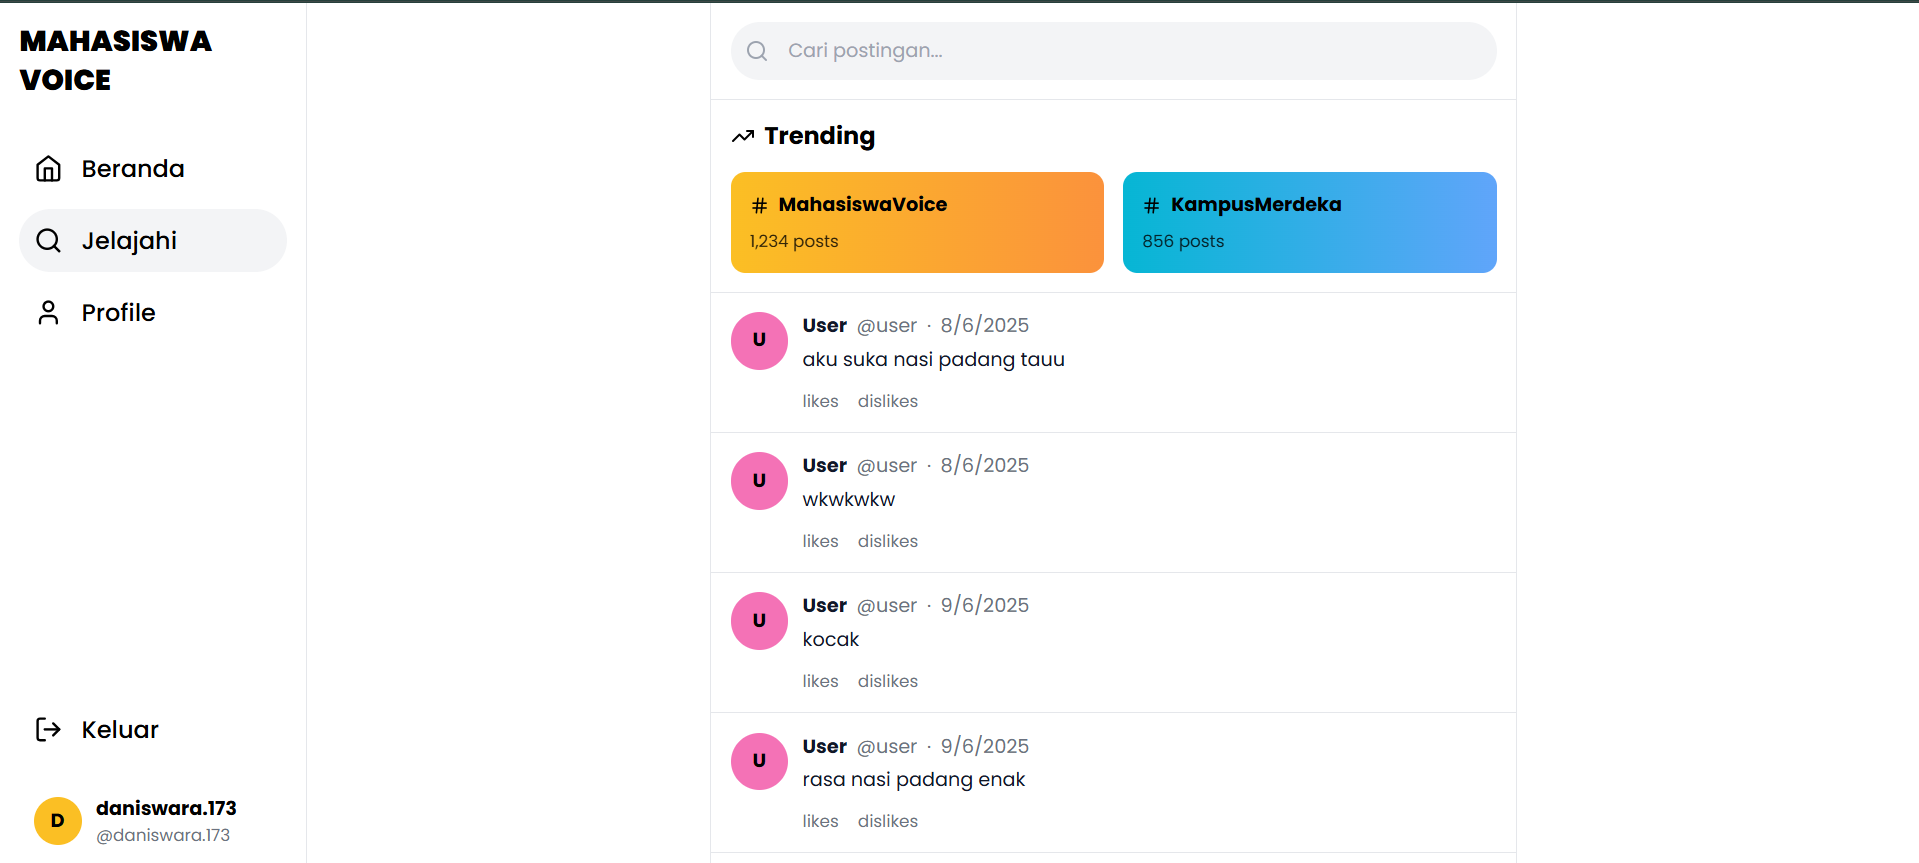 MAHASISWA
VOICE
Beranda
Jelajahi
Profile
Keluar
D
daniswara.173
@daniswara.173
Cari postingan...
Trending
# MahasiswaVoice
1,234 posts
# KampusMerdeka
856 posts
U
User @user · 8/6/2025
aku suka nasi padang tauu
likes dislikes
U
User @user · 8/6/2025
wkwkwkw
likes dislikes
U
User @user · 9/6/2025
kocak
likes dislikes
U
User @user · 9/6/2025
rasa nasi padang enak
likes dislikes